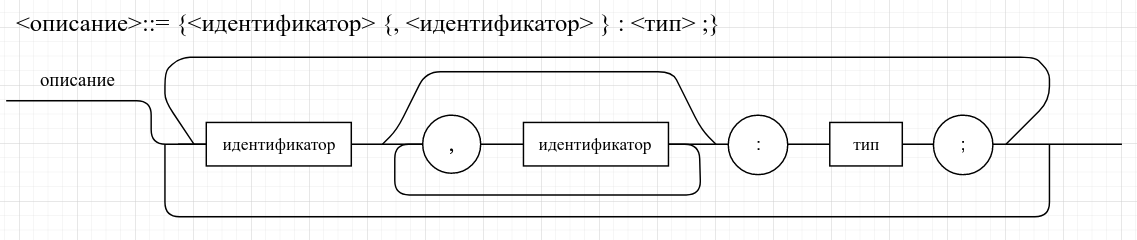 <описание>::= {<идентификатор> {, <идентификатор> } : <тип> ;}
описание
идентификатор , идентификатор : тип ;